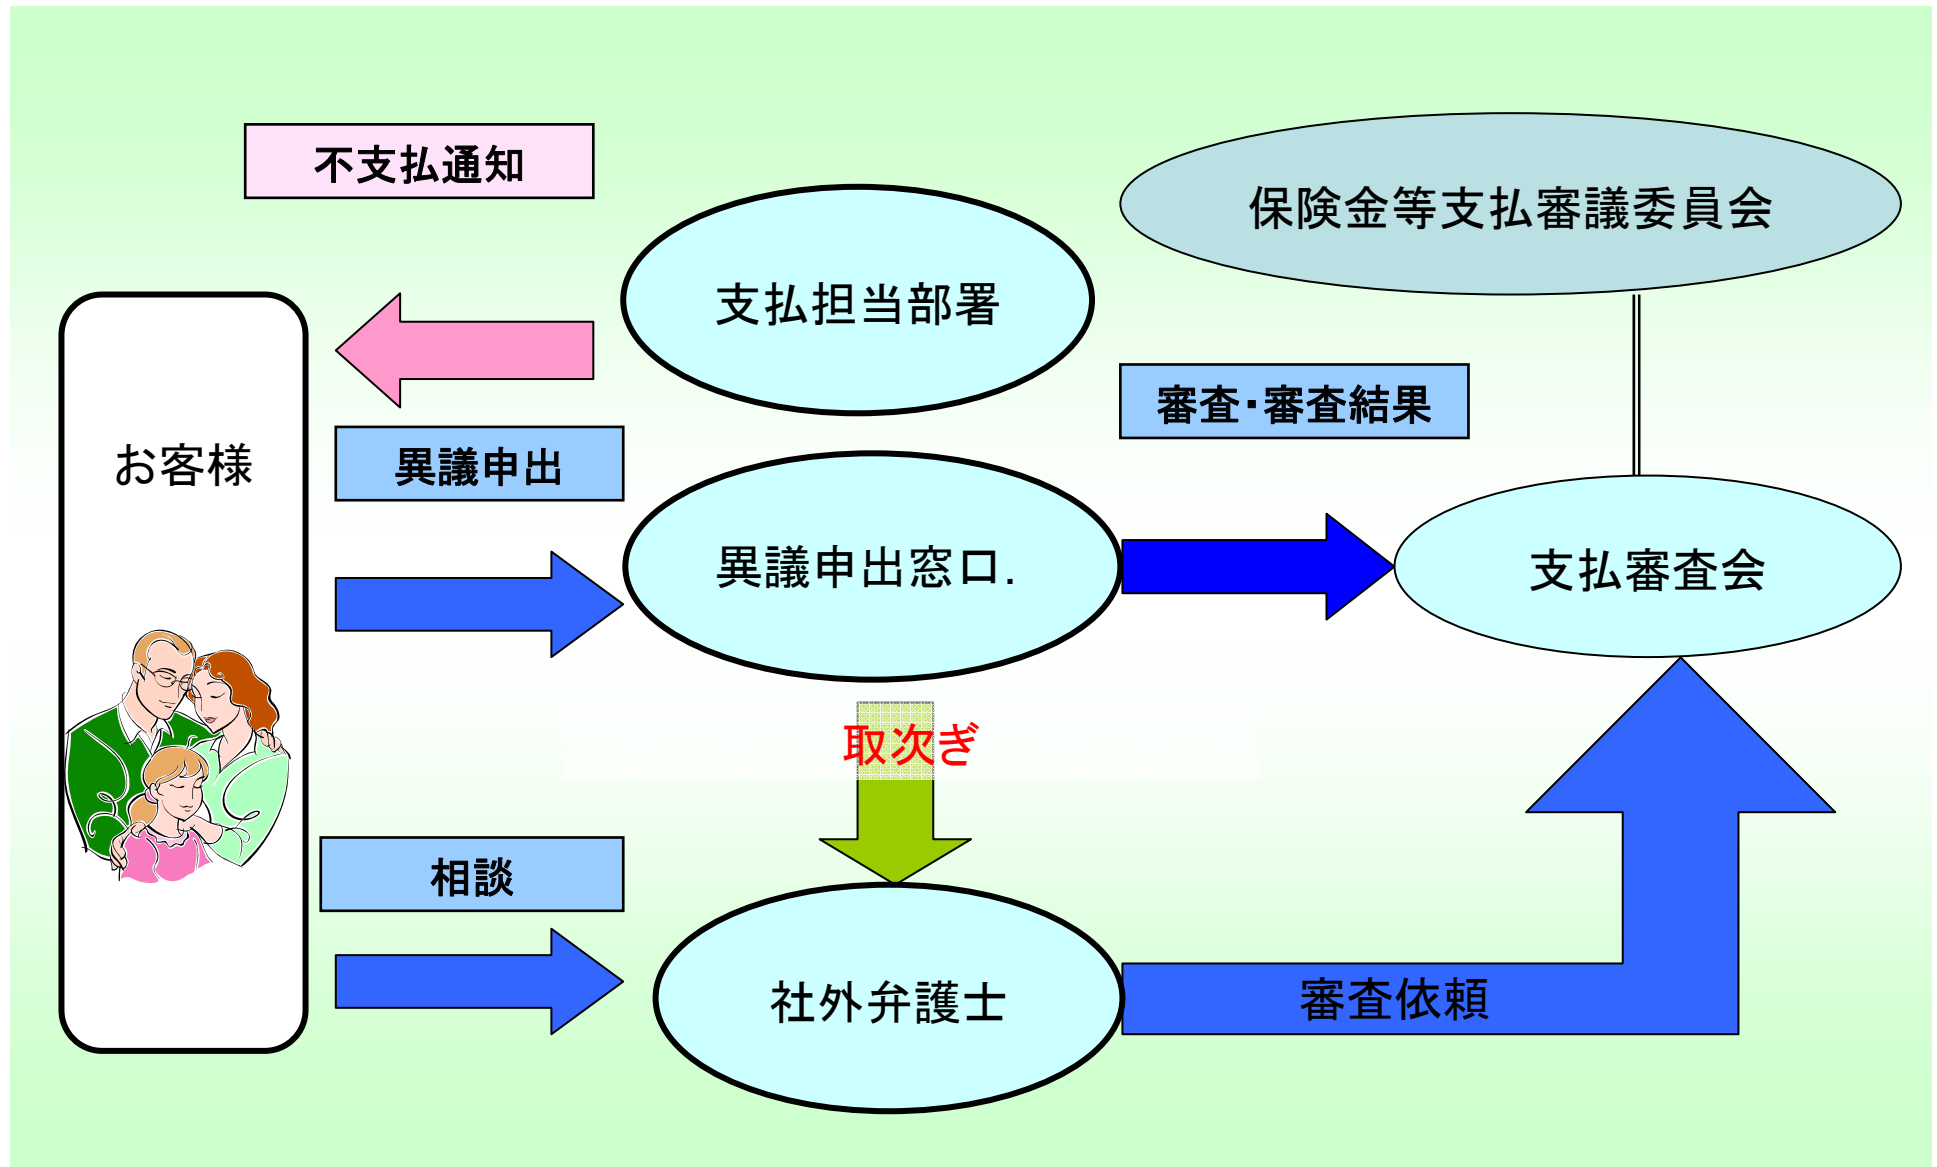 不支払通知
保険金等支払審議委員会
支払担当部署
審査・審査結果
お客様
異議申出
異議申出窓口.
支払審査会
取次ぎ
相談
社外弁護士
審査依頼